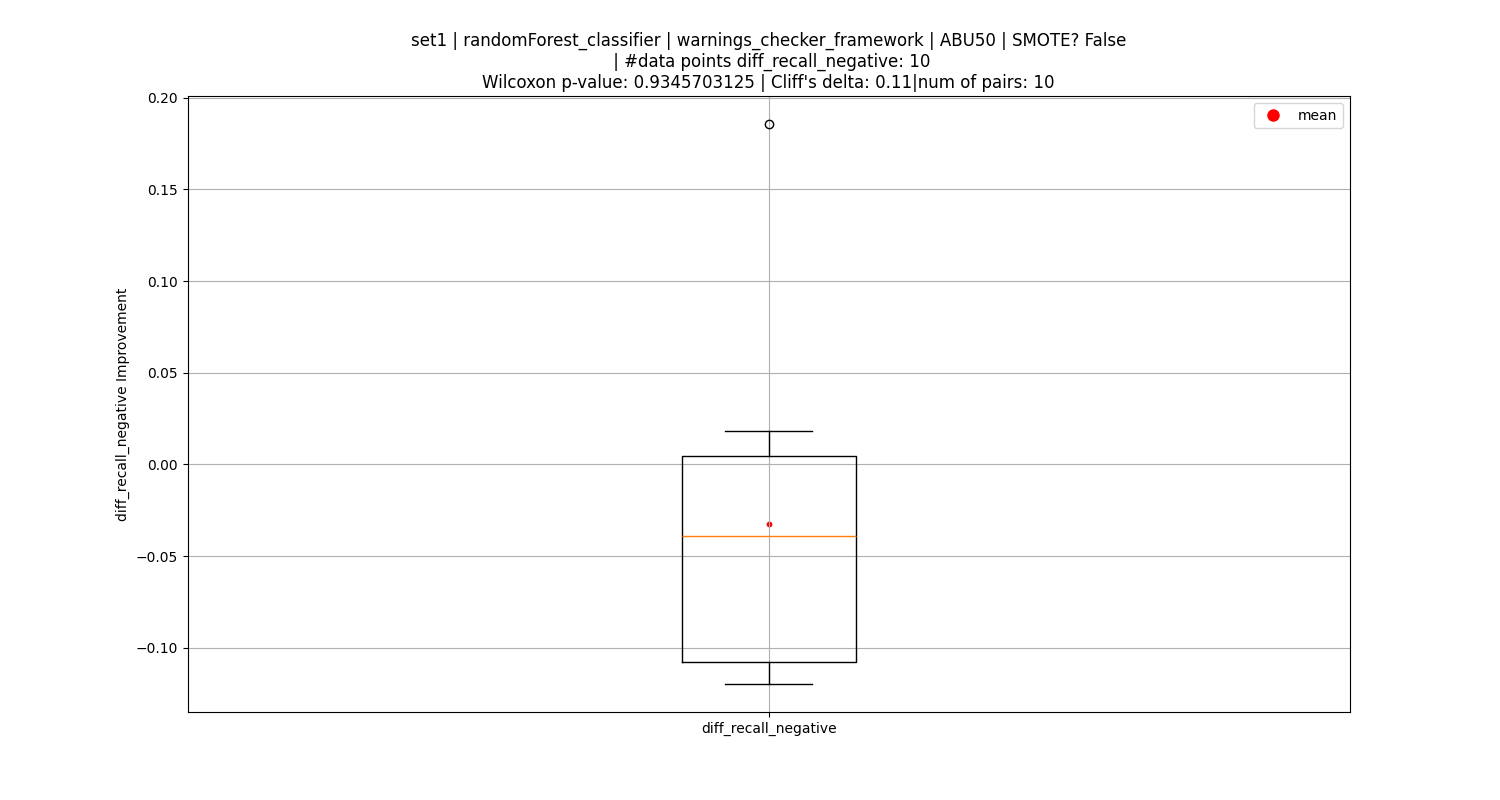 set1 | randomForest_classifier | warnings_checker_framework | ABU50 | SMOTE? False
| #data points diff_recall_negative: 10
Wilcoxon p-value: 0.9345703125 | Cliff's delta: 0.11|num of pairs: 10
mean
0.20
0.15
0.10
0.05
0.00
−0.05
−0.10
diff_recall_negative Improvement
diff_recall_negative